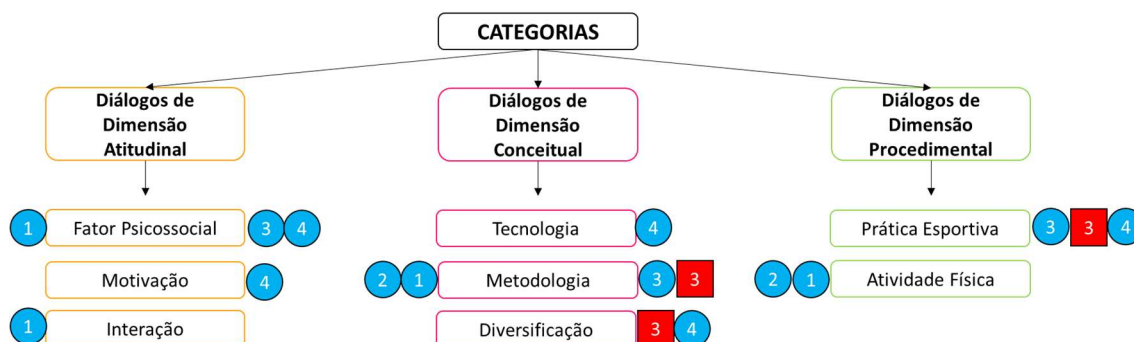 CATEGORIAS
Diálogos de
Dimensão
Atitudinal
Diálogos de
Dimensão
Conceitual
Diálogos de
Dimensão
Procedimental
1 Fator Psicossocial 3 4
Tecnologia 4
Prática Esportiva 3 3 4
Motivação 4
2 1 Metodologia 3 3
2 1 Atividade Física
1 Interação
Diversificação 3 4